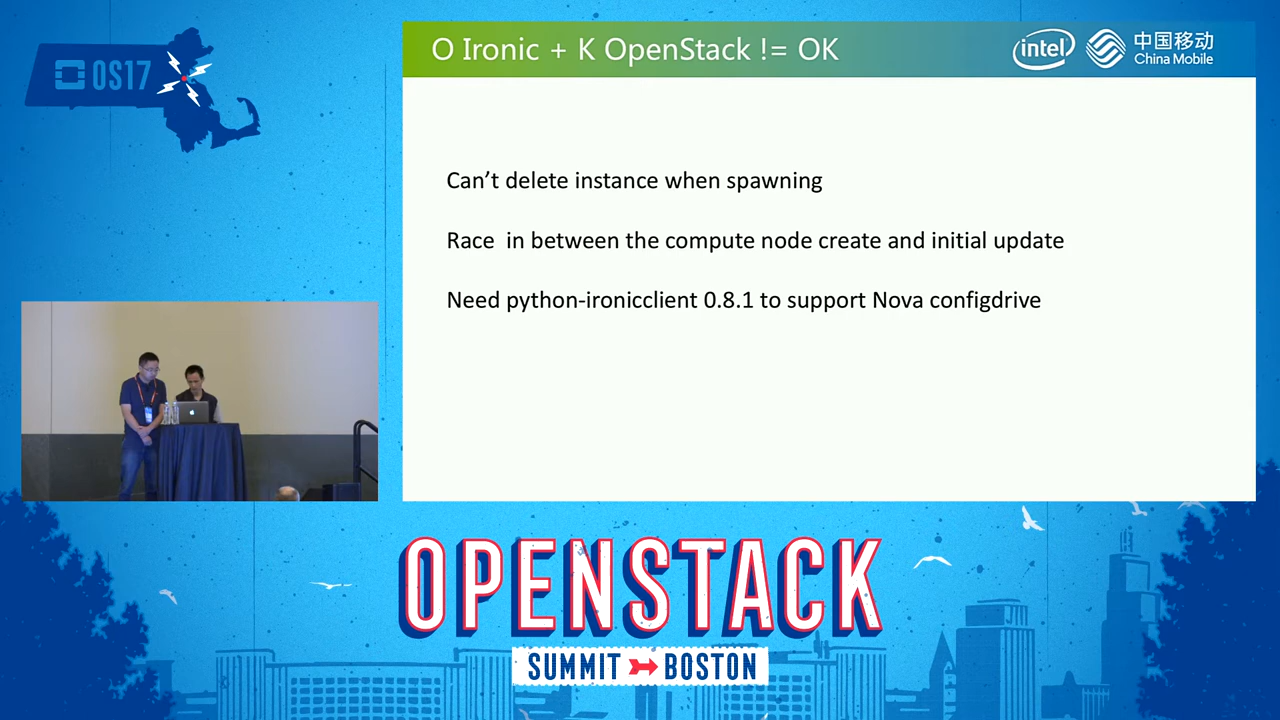 OS17
O Ironic + K OpenStack != OK
intel
中国移动
China Mobile
Can't delete instance when spawning
Race in between the compute node create and initial update
Need python-ironicclient 0.8.1 to support Nova configdrive
OPENSTACK
SUMMIT BOSTON